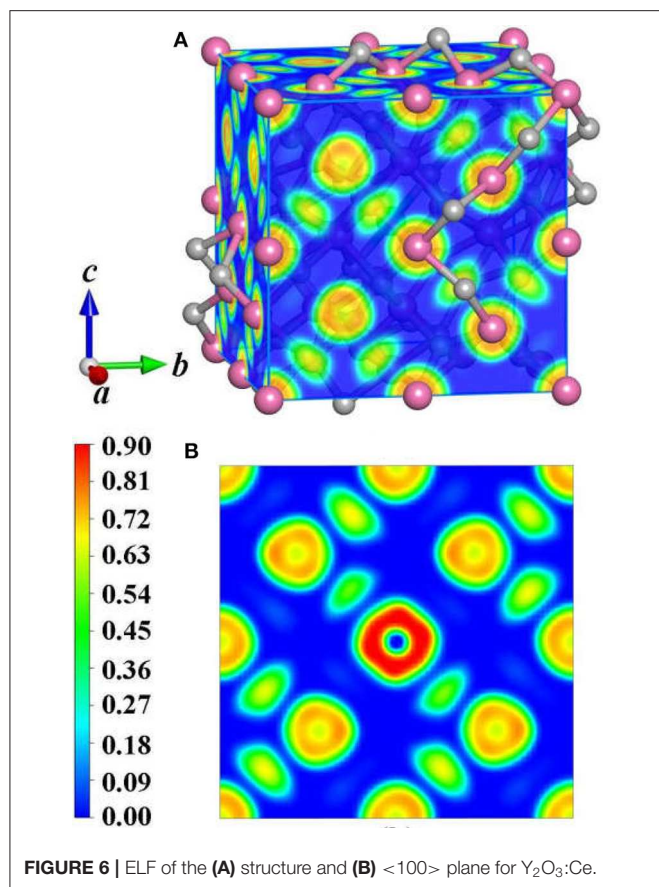 A
c
b
a
B
0.90
0.81
0.72
0.63
0.54
0.45
0.36
0.27
0.18
0.09
0.00
FIGURE 6 | ELF of the (A) structure and (B) <100> plane for Y₂O₃:Ce.